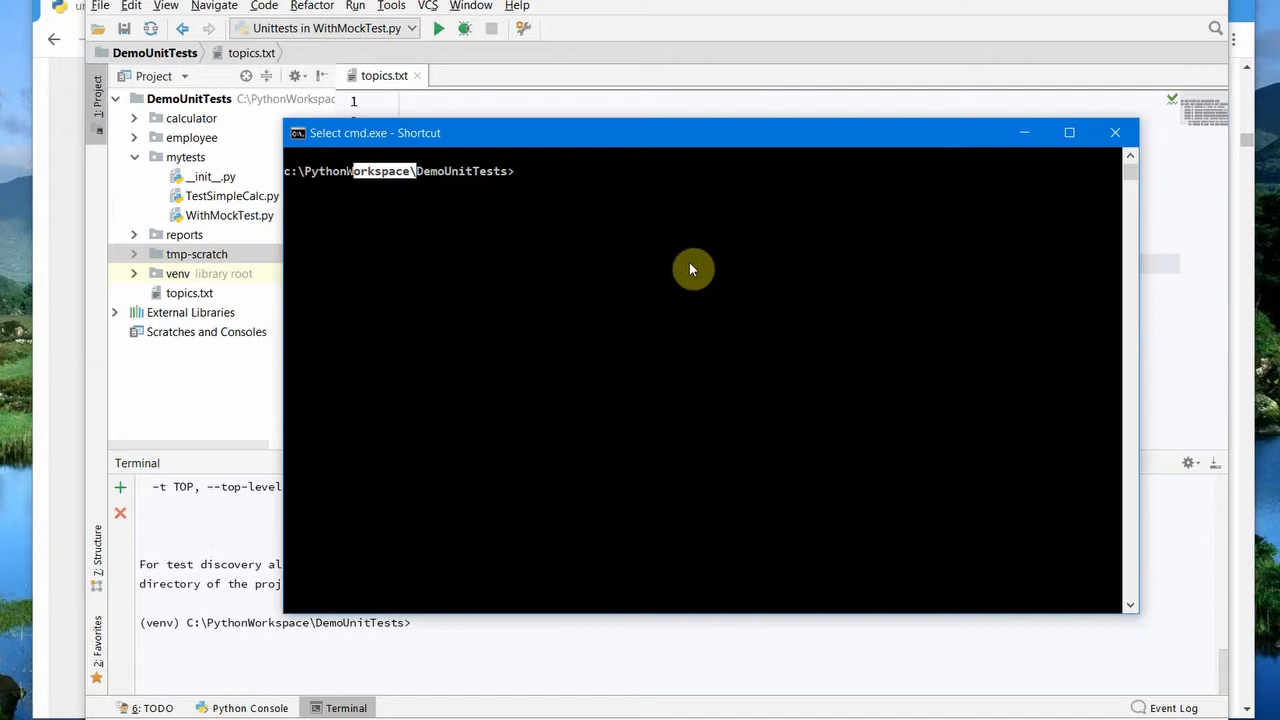 File Edit View Navigate Code Refactor Run Tools VCS Window Help
Unittests in WithMockTest.py
DemoUnitTests topics.txt
Project topics.txt
1
1: Project
DemoUnitTests C:\PythonWorkspac
calculator
employee
mytests
__init__.py
TestSimpleCalc.py
WithMockTest.py
reports
tmp-scratch
venv library root
topics.txt
External Libraries
Scratches and Consoles
Select cmd.exe - Shortcut
c:\PythonWorkspace\DemoUnitTests>
Terminal
-t TOP, --top-level
For test discovery al
directory of the proj
(venv) C:\PythonWorkspace\DemoUnitTests>
7: Structure
2: Favorites
6: TODO Python Console Terminal Event Log